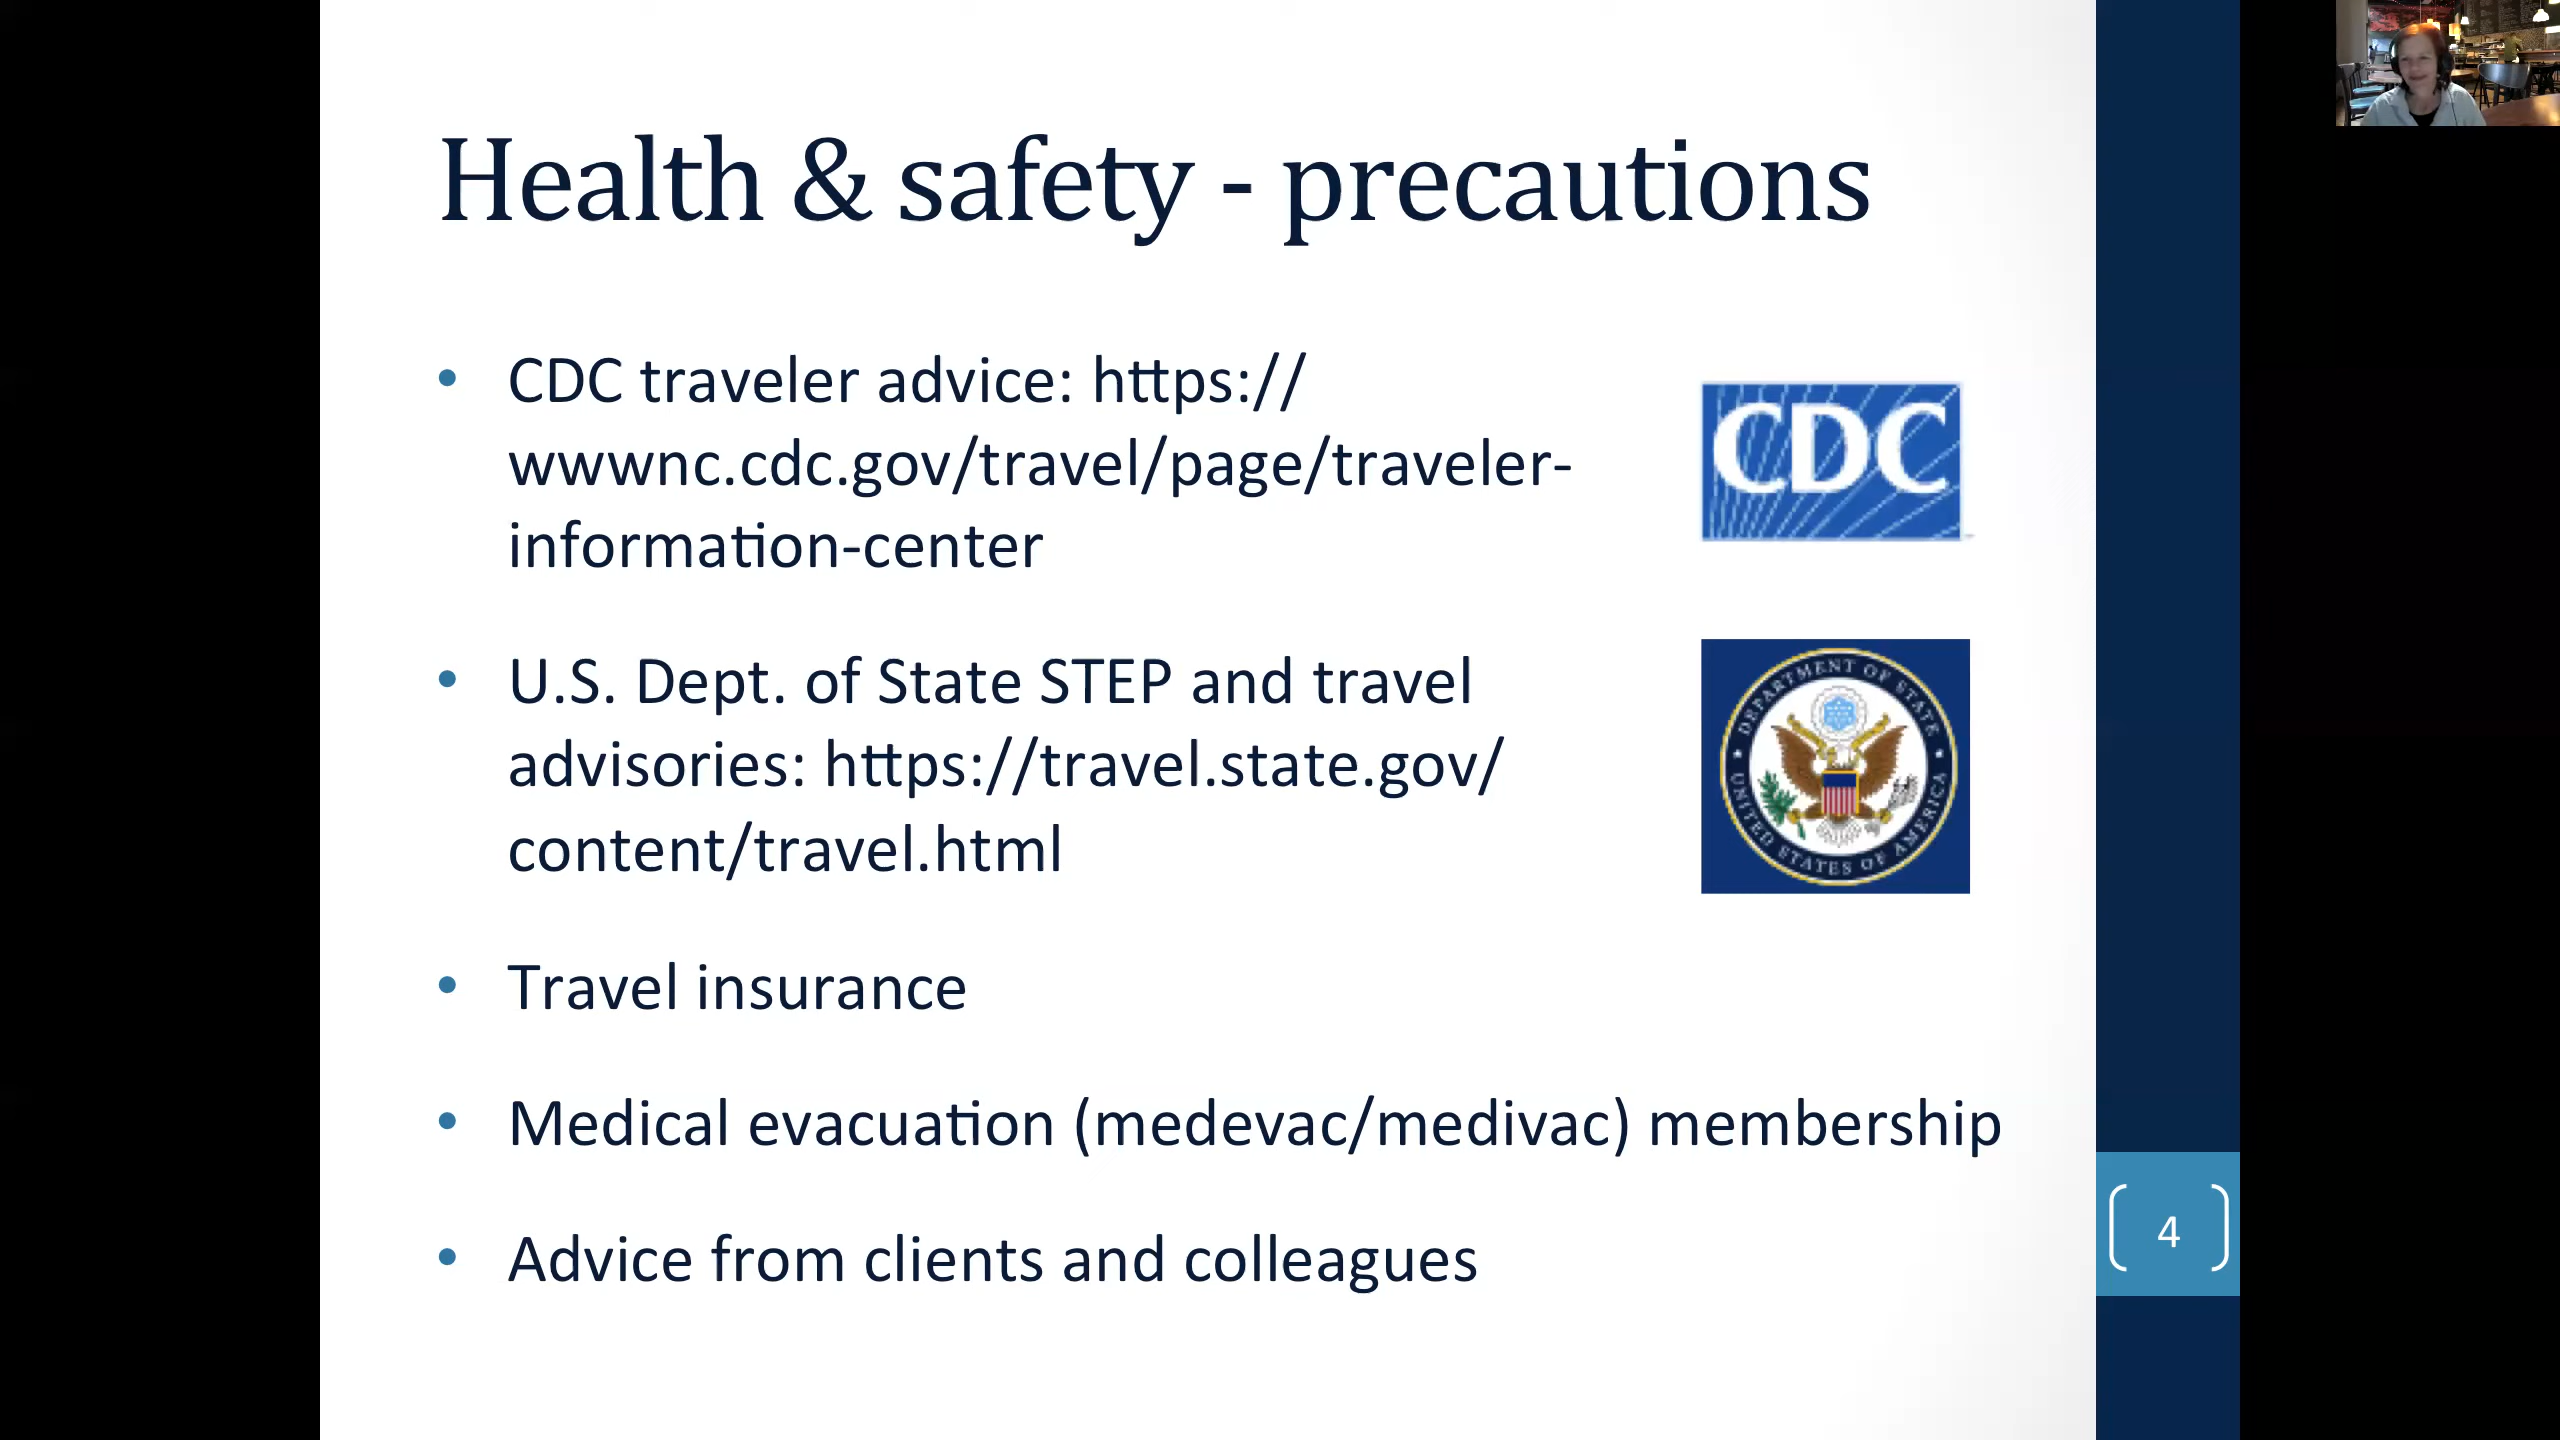 Health & safety - precautions
• CDC traveler advice: https://
wwwnc.cdc.gov/travel/page/traveler-
information-center
CDC
• U.S. Dept. of State STEP and travel
advisories: https://travel.state.gov/
content/travel.html
DEPARTMENT OF STATE
UNITED STATES OF AMERICA
• Travel insurance
• Medical evacuation (medevac/medivac) membership
• Advice from clients and colleagues
4